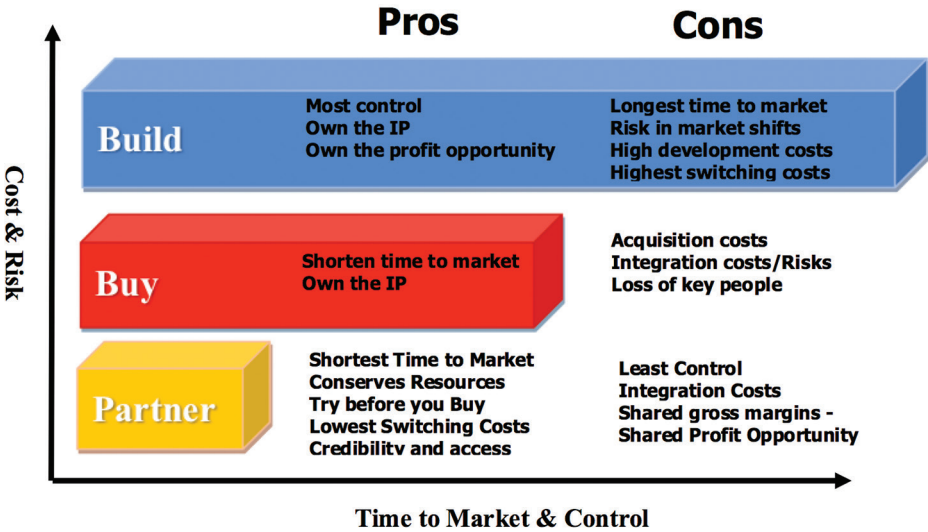 Pros
Cons
Cost & Risk
Build
Most control
Own the IP
Own the profit opportunity
Longest time to market
Risk in market shifts
High development costs
Highest switching costs
Buy
Shorten time to market
Own the IP
Acquisition costs
Integration costs/Risks
Loss of key people
Partner
Shortest Time to Market
Conserves Resources
Try before you Buy
Lowest Switching Costs
Credibility and access
Least Control
Integration Costs
Shared gross margins -
Shared Profit Opportunity
Time to Market & Control